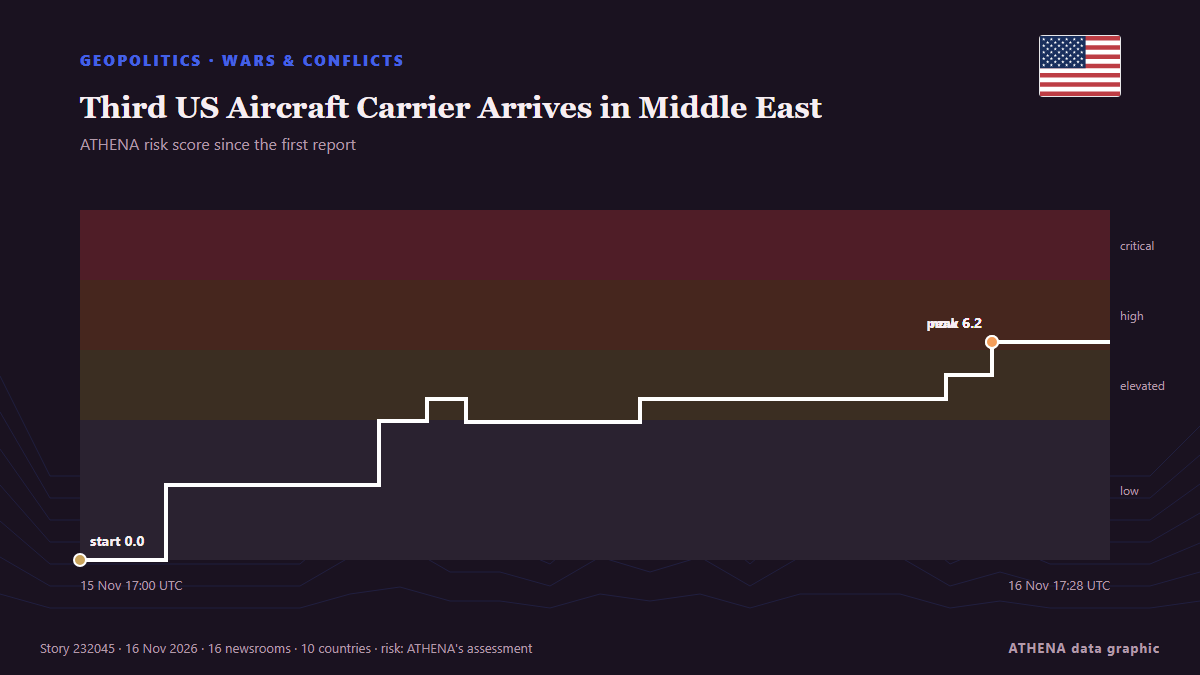 GEOPOLITICS · WARS & CONFLICTS
Third US Aircraft Carrier Arrives in Middle East
ATHENA risk score since the first report
critical
high
elevated
low
peak 6.2
start 0.0
15 Nov 17:00 UTC
16 Nov 17:28 UTC
Story 232045 · 16 Nov 2026 · 16 newsrooms · 10 countries · risk: ATHENA's assessment
ATHENA data graphic